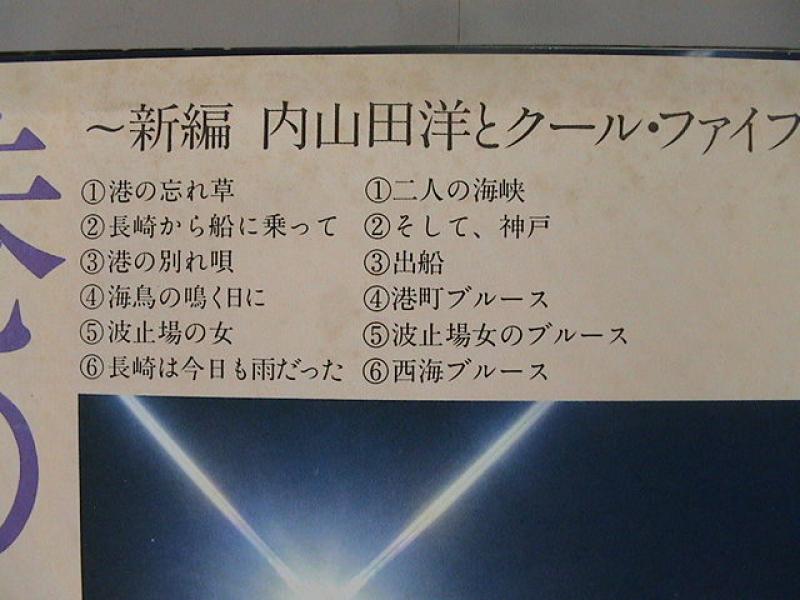 〜新編 内山田洋とクール・ファイブ
①港の忘れ草
②長崎から船に乗って
③港の別れ唄
④海鳥の鳴く日に
⑤波止場の女
⑥長崎は今日も雨だった
①二人の海峡
②そして、神戸
③出船
④港町ブルース
⑤波止場女のブルース
⑥西海ブルース